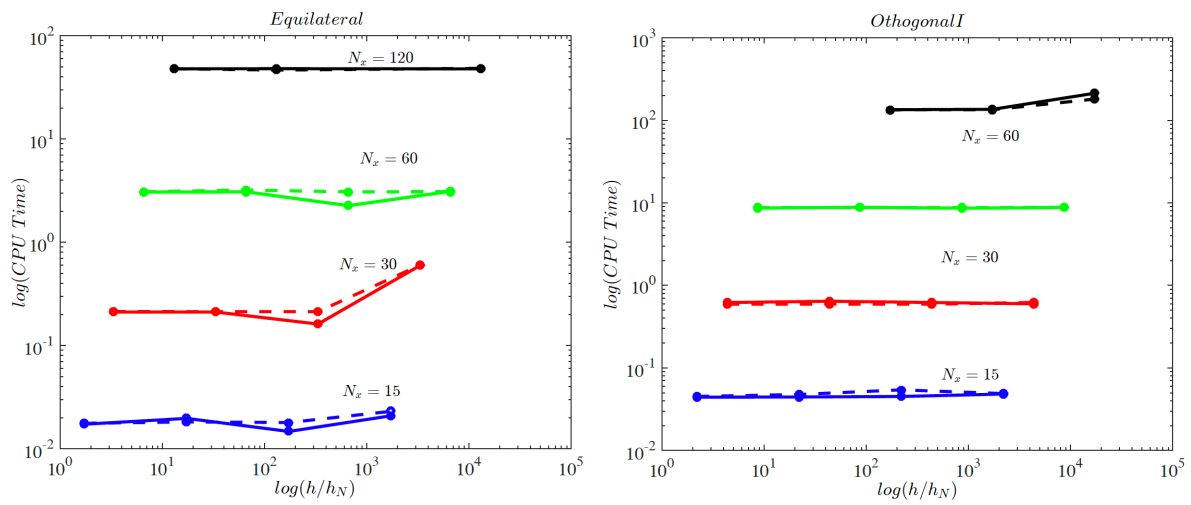 Equilateral
10^2
10^1
10^0
10^-1
10^-2
log(CPU Time)
N_x = 120
N_x = 60
N_x = 30
N_x = 15
10^0 10^1 10^2 10^3 10^4 10^5
log(h/h_N)
OthogonalI
10^3
10^2
10^1
10^0
10^-1
10^-2
log(CPU Time)
N_x = 60
N_x = 30
N_x = 15
10^0 10^1 10^2 10^3 10^4 10^5
log(h/h_N)